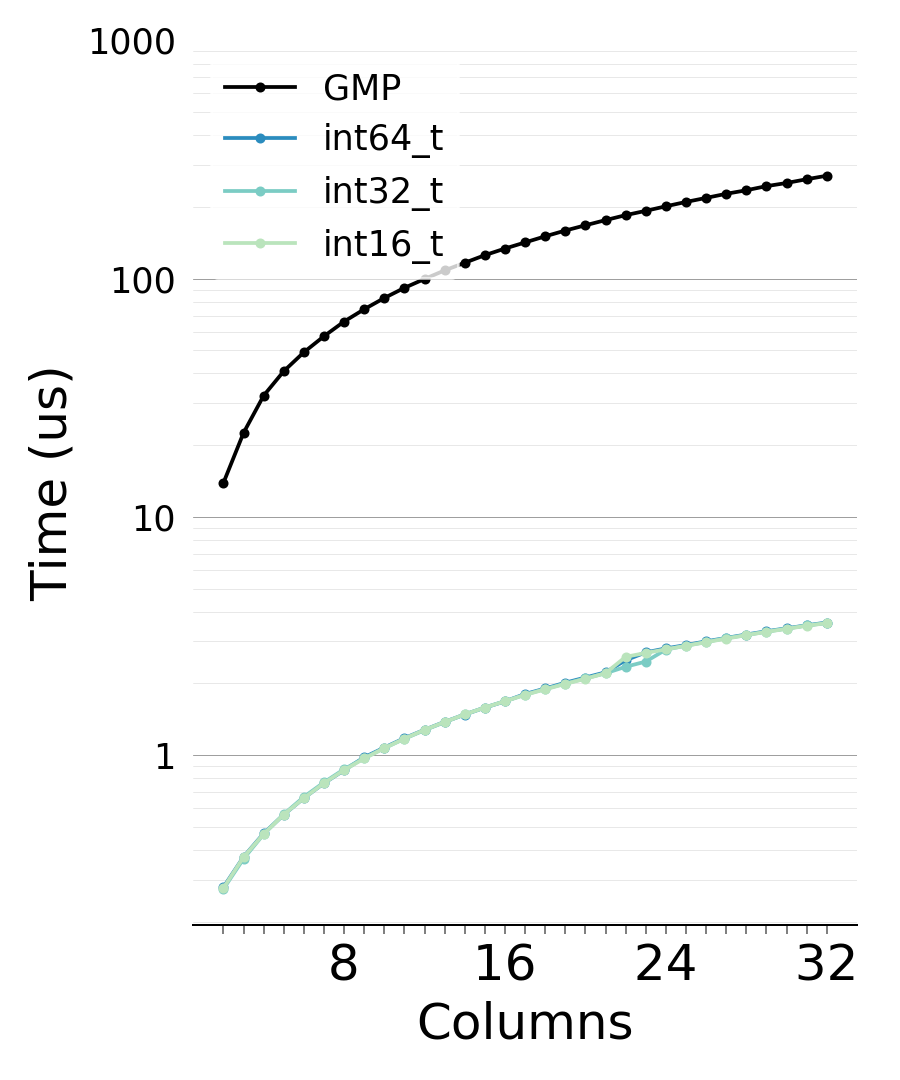 1000
GMP
int64_t
int32_t
int16_t
100
10
1
Time (us)
8 16 24 32
Columns